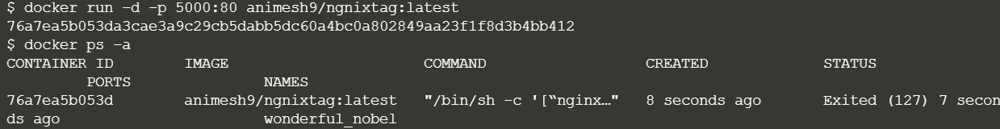 $ docker run -d -p 5000:80 animesh9/ngnixtag:latest
76a7ea5b053da3cae3a9c29cb5dabb5dc60a4bc0a802849aa23f1f8d3b4bb412
$ docker ps -a
CONTAINER ID        IMAGE                      COMMAND                  CREATED             STATUS
         PORTS               NAMES
76a7ea5b053d        animesh9/ngnixtag:latest   "/bin/sh -c '[“nginx…"   8 seconds ago       Exited (127) 7 secon
ds ago                       wonderful_nobel